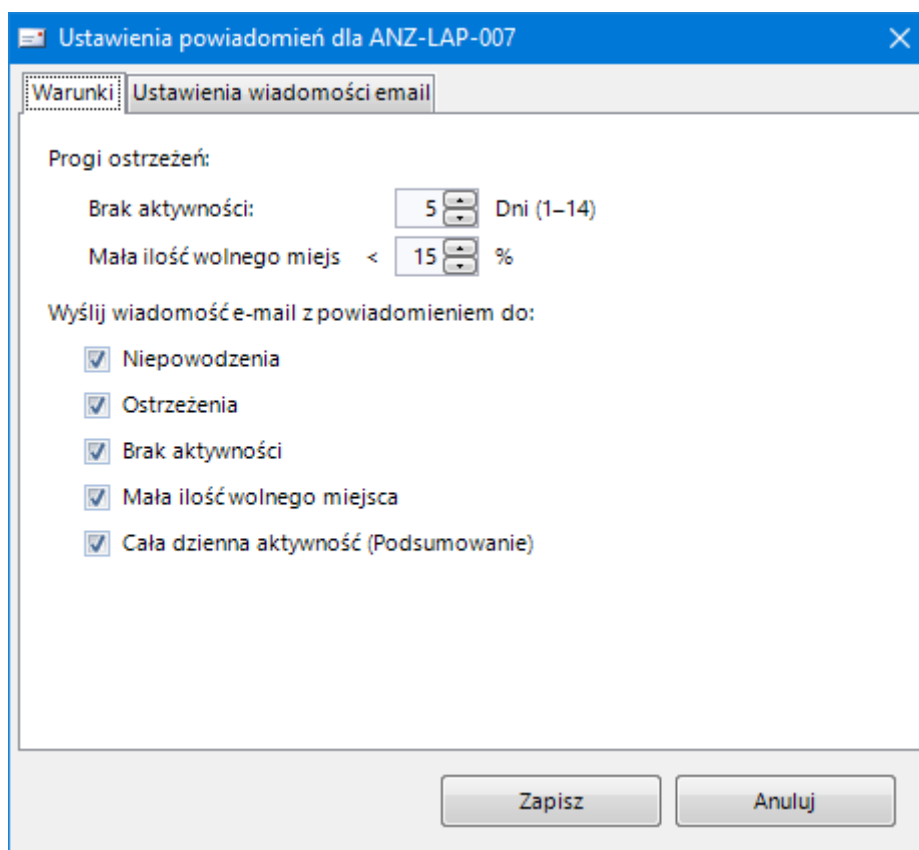 Ustawienia powiadomień dla ANZ-LAP-007
Warunki Ustawienia wiadomości email
Progi ostrzeżeń:
Brak aktywności: 5 Dni (1–14)
Mała ilość wolnego miejs < 15 %
Wyślij wiadomość e-mail z powiadomieniem do:
Niepowodzenia
Ostrzeżenia
Brak aktywności
Mała ilość wolnego miejsca
Cała dzienna aktywność (Podsumowanie)
Zapisz Anuluj